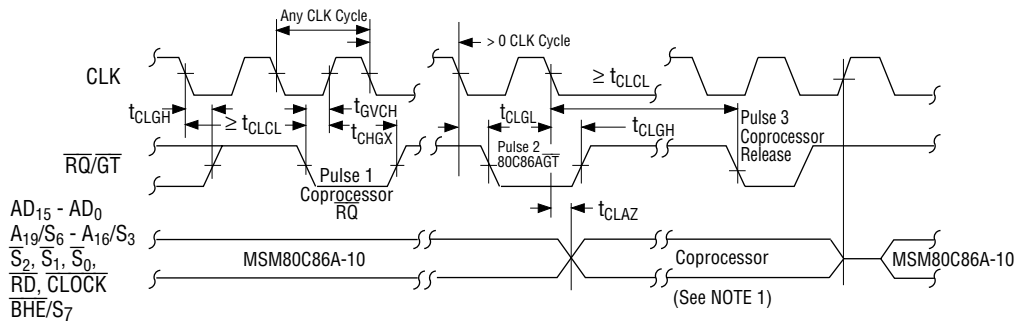 Any CLK Cycle
> 0 CLK Cycle
CLK
≥ tCLCL
tCLGH
≥ tCLCL
tGVCH
tCHGX
tCLGL
tCLGH
Pulse 3
Coprocessor
Release
RQ/GT
Pulse 1
Coprocessor
RQ
Pulse 2
80C86AGT
tCLAZ
AD15 - AD0
A19/S6 - A16/S3
S2, S1, S0,
RD, CLOCK
BHE/S7
MSM80C86A-10
Coprocessor
(See NOTE 1)
MSM80C86A-10